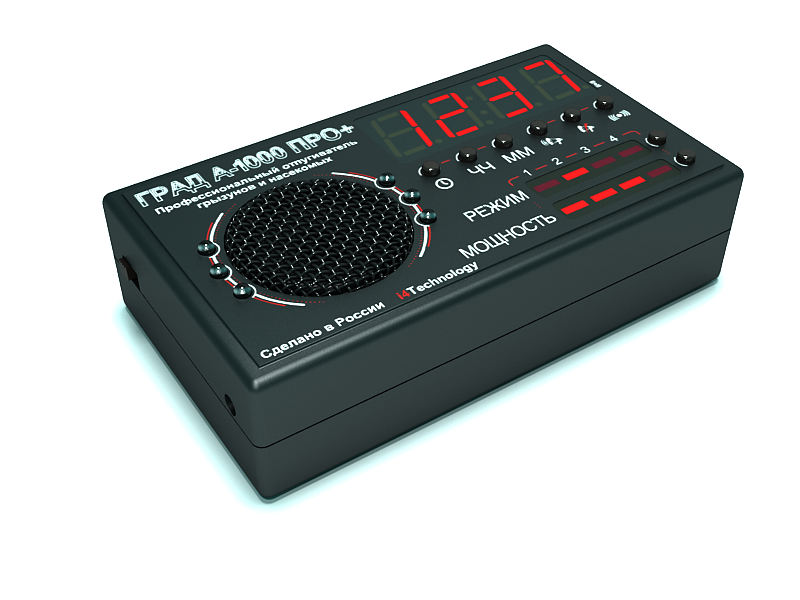 ГРАД А-1000 ПРО+
Профессиональный отпугиватель
грызунов и насекомых
12:37
ЧЧ ММ
1 2 3 4
РЕЖИМ
МОЩНОСТЬ
Сделано в России i4Technology